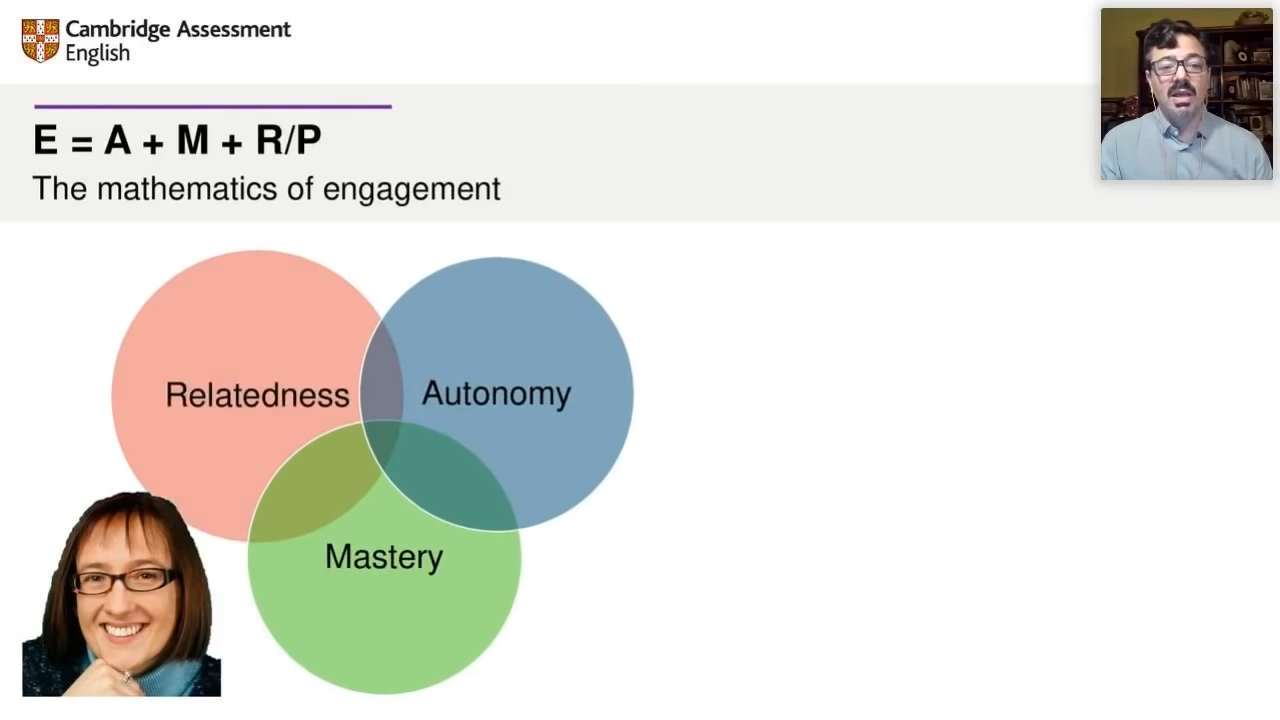 Cambridge Assessment
English
E = A + M + R/P
The mathematics of engagement
Relatedness
Autonomy
Mastery